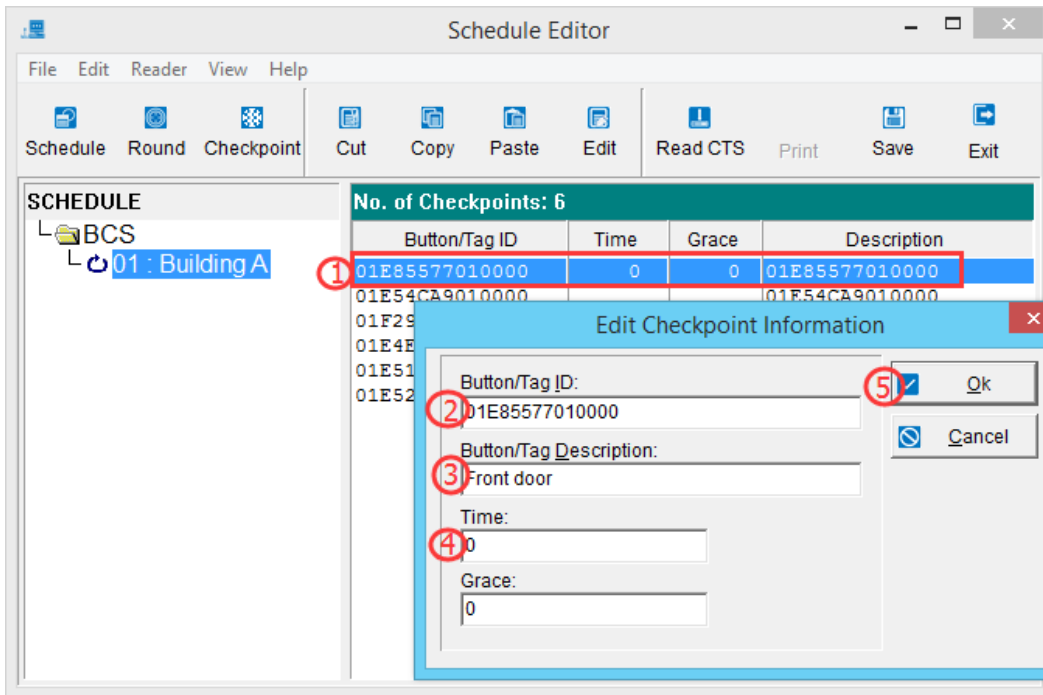 Schedule Editor
File Edit Reader View Help
Schedule Round Checkpoint Cut Copy Paste Edit Read CTS Print Save Exit
SCHEDULE
BCS
01 : Building A
No. of Checkpoints: 6
Button/Tag ID Time Grace Description
1 01E85577010000 0 0 01E85577010000
01E54CA9010000 01E54CA9010000
01F29
01E4E
01E51
01E52
Edit Checkpoint Information
Button/Tag ID:
2 01E85577010000
Button/Tag Description:
3 Front door
Time:
4 0
Grace:
0
5 Ok
Cancel